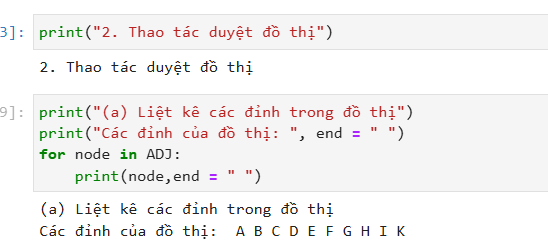 3]: print("2. Thao tác duyệt đồ thị")
2. Thao tác duyệt đồ thị
9]: print("(a) Liệt kê các đỉnh trong đồ thị")
print("Các đỉnh của đồ thị: ", end = " ")
for node in ADJ:
    print(node,end = " ")
(a) Liệt kê các đỉnh trong đồ thị
Các đỉnh của đồ thị:  A B C D E F G H I K